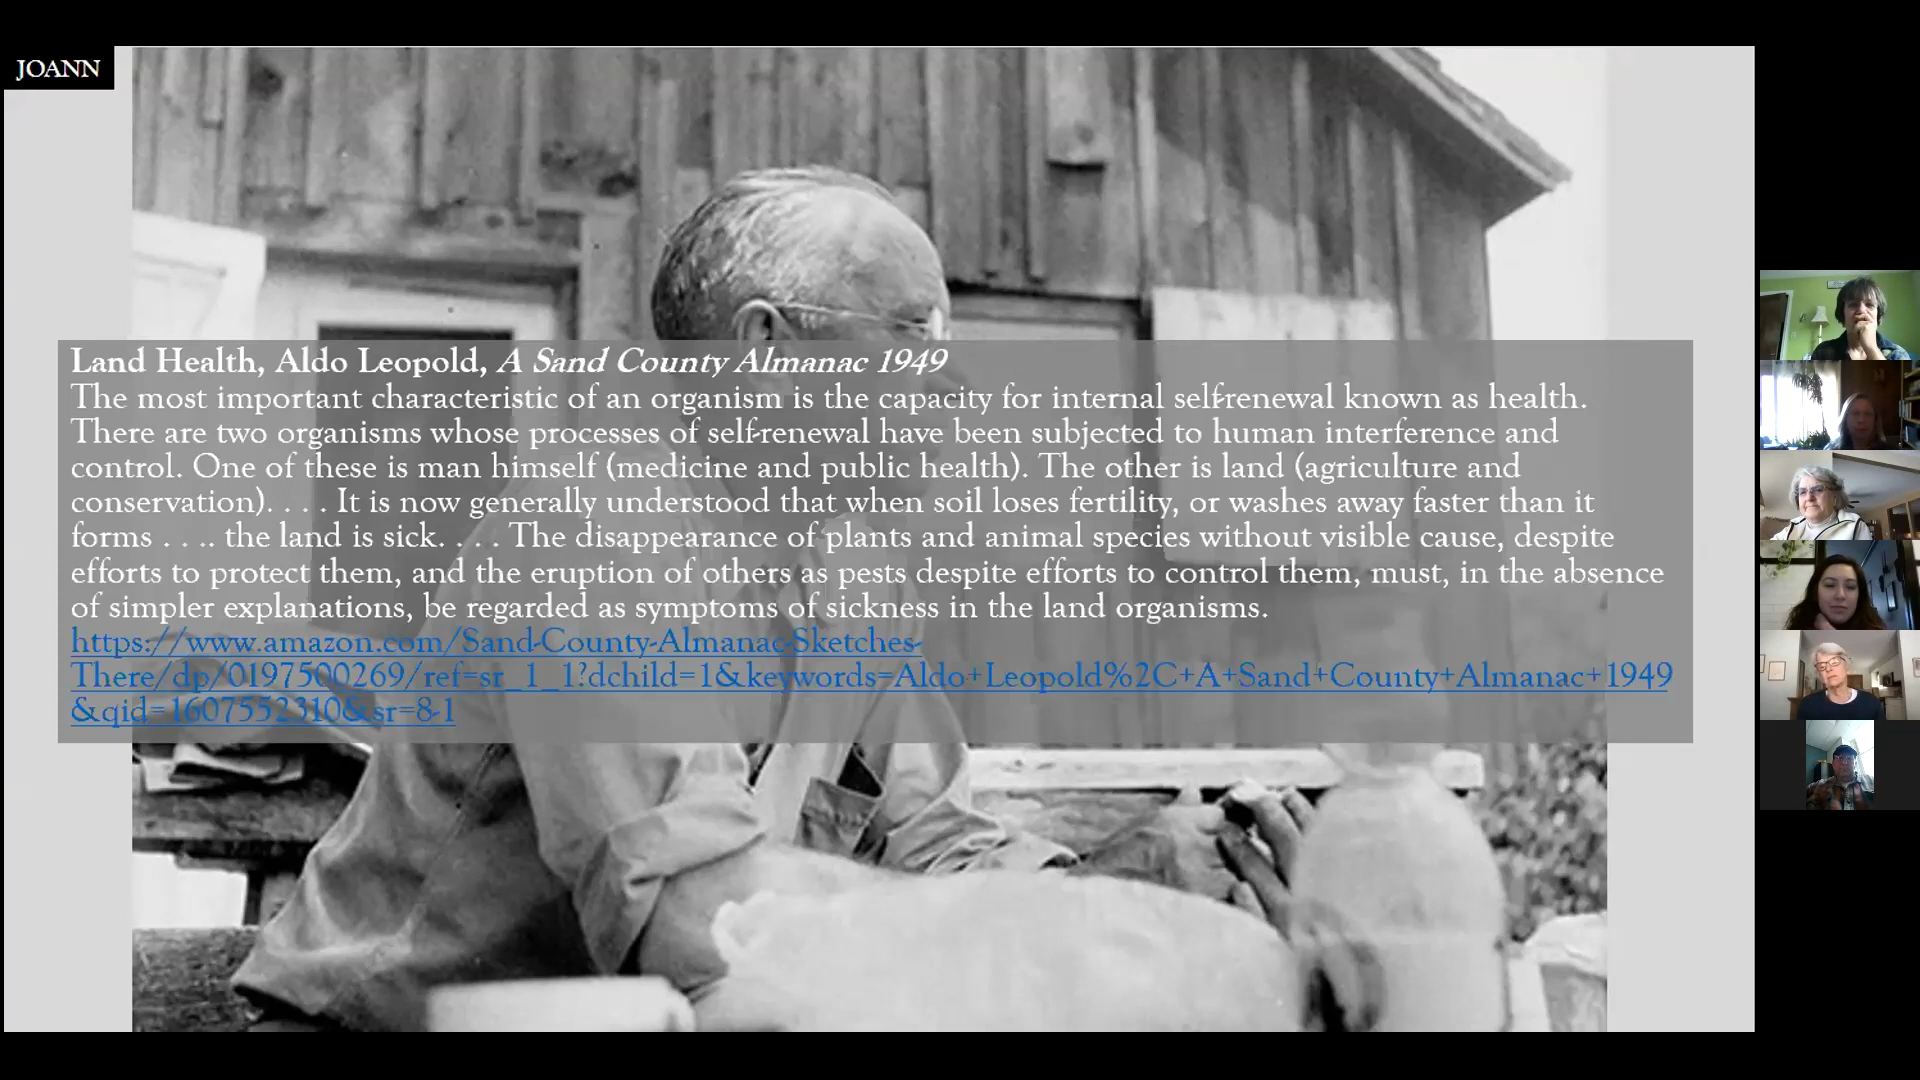 JOANN
Land Health, Aldo Leopold, A Sand County Almanac 1949
The most important characteristic of an organism is the capacity for internal self-renewal known as health.
There are two organisms whose processes of self-renewal have been subjected to human interference and
control. One of these is man himself (medicine and public health). The other is land (agriculture and
conservation). . . . It is now generally understood that when soil loses fertility, or washes away faster than it
forms . . .. the land is sick. . . . The disappearance of plants and animal species without visible cause, despite
efforts to protect them, and the eruption of others as pests despite efforts to control them, must, in the absence
of simpler explanations, be regarded as symptoms of sickness in the land organisms.
https://www.amazon.com/Sand-County-Almanac-Sketches-
There/dp/0197500269/ref=sr_1_1?dchild=1&keywords=Aldo+Leopold%2C+A+Sand+County+Almanac+1949
&qid=1607552310&sr=8-1